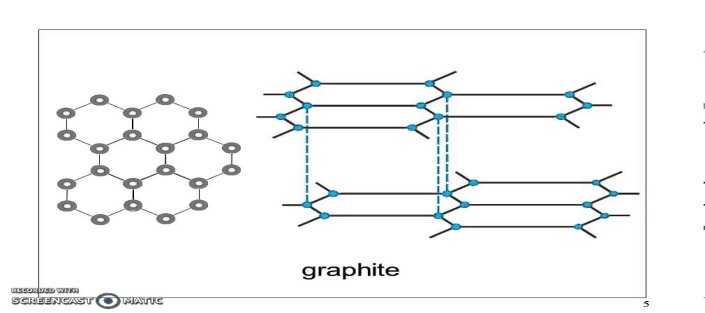 graphite
RECORDED WITH
SCREENCAST MATIC
5